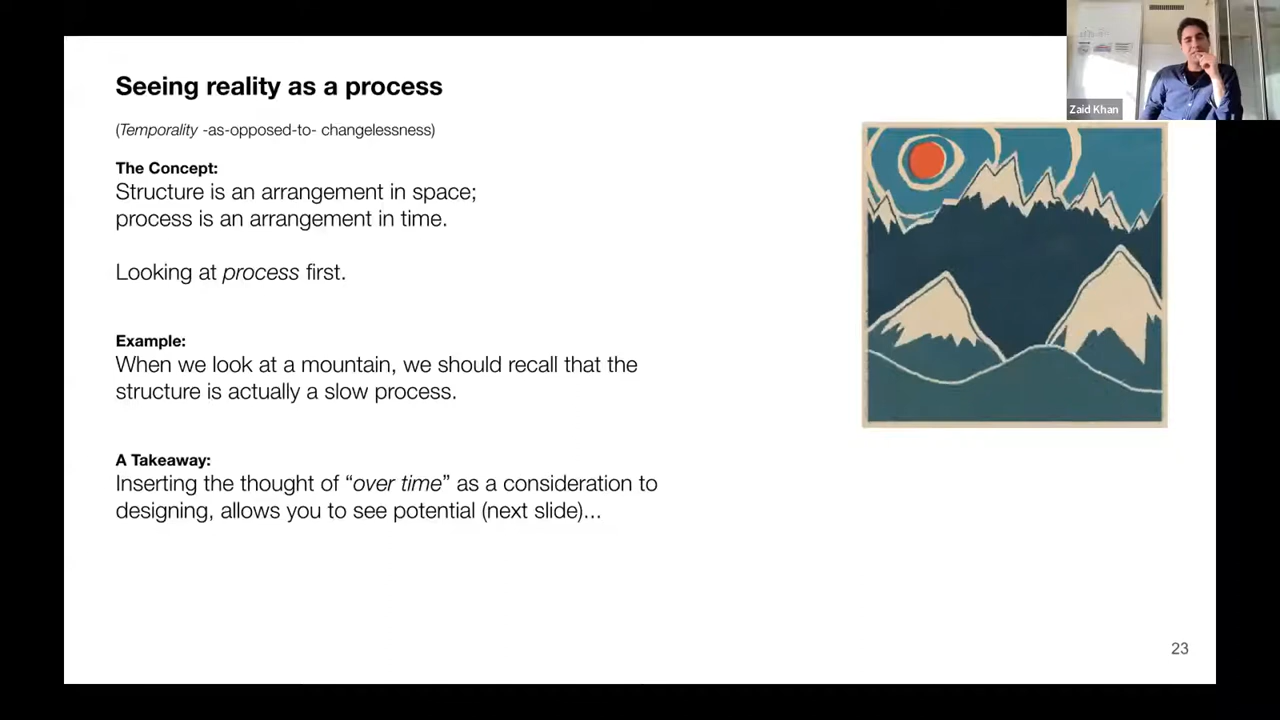 Seeing reality as a process
(Temporality -as-opposed-to- changelessness)
The Concept:
Structure is an arrangement in space;
process is an arrangement in time.
Looking at process first.
Example:
When we look at a mountain, we should recall that the
structure is actually a slow process.
A Takeaway:
Inserting the thought of “over time” as a consideration to
designing, allows you to see potential (next slide)...
Zaid Khan
23